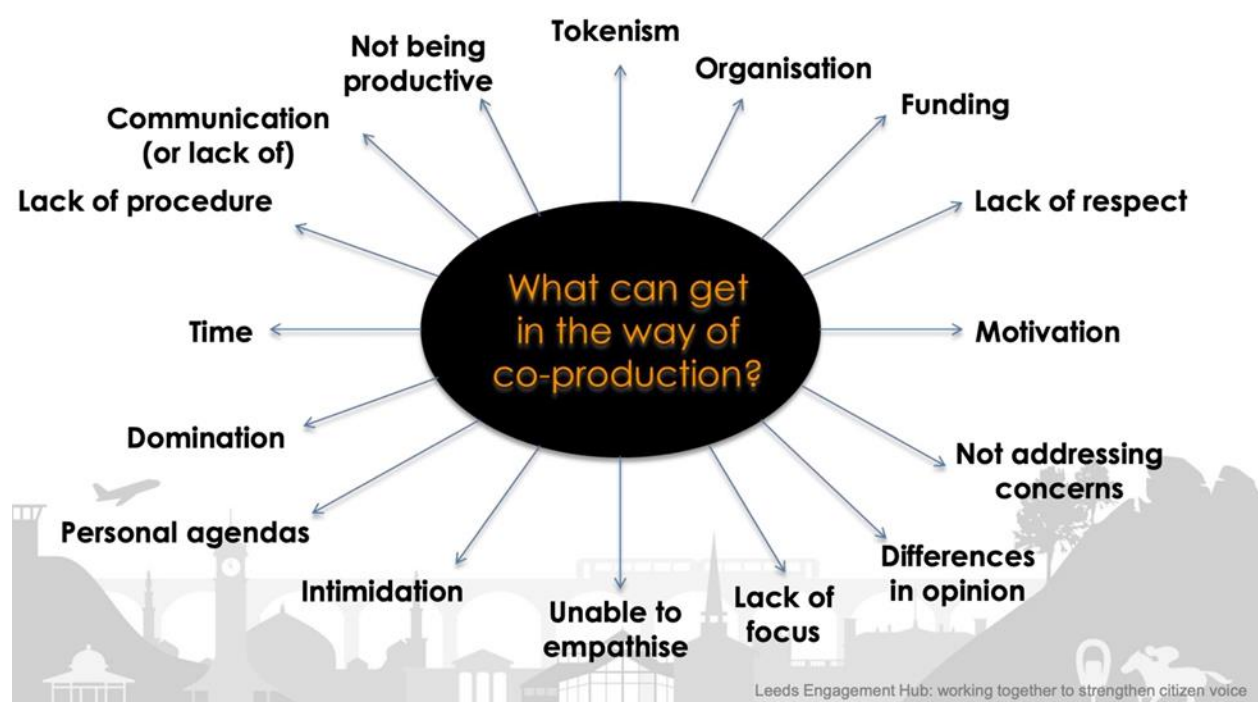 What can get
in the way of
co-production?
Tokenism
Organisation
Funding
Lack of respect
Motivation
Not addressing
concerns
Differences
in opinion
Lack of
focus
Unable to
empathise
Intimidation
Personal agendas
Domination
Time
Lack of procedure
Communication
(or lack of)
Not being
productive
Leeds Engagement Hub: working together to strengthen citizen voice